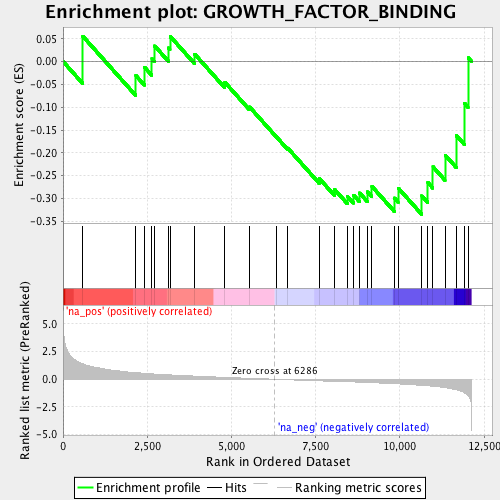 Enrichment plot: GROWTH_FACTOR_BINDING
Enrichment score (ES)
0.05
0.00
-0.05
-0.10
-0.15
-0.20
-0.25
-0.30
-0.35
'na_pos' (positively correlated)
Ranked list metric (PreRanked)
5.0
2.5
0.0
-2.5
-5.0
Zero cross at 6286
'na_neg' (negatively correlated)
0
2,500
5,000
7,500
10,000
12,500
Rank in Ordered Dataset
Enrichment profile
Hits
Ranking metric scores